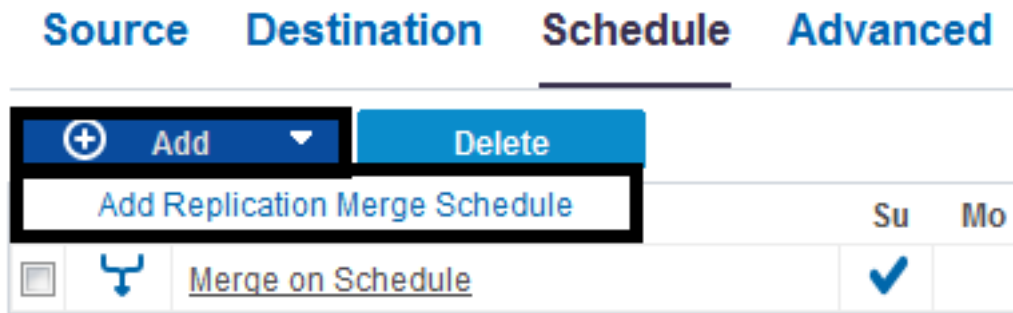 Source Destination Schedule Advanced
Add Delete
Add Replication Merge Schedule
Su Mo
Merge on Schedule